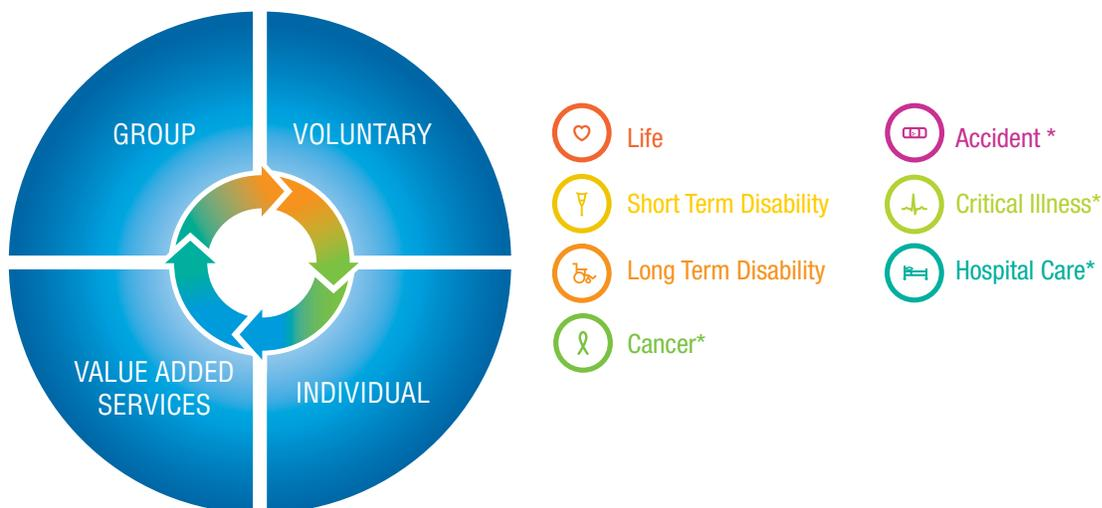 GROUP
VOLUNTARY
VALUE ADDED
SERVICES
INDIVIDUAL
Life
Short Term Disability
Long Term Disability
Cancer*
Accident *
Critical Illness*
Hospital Care*